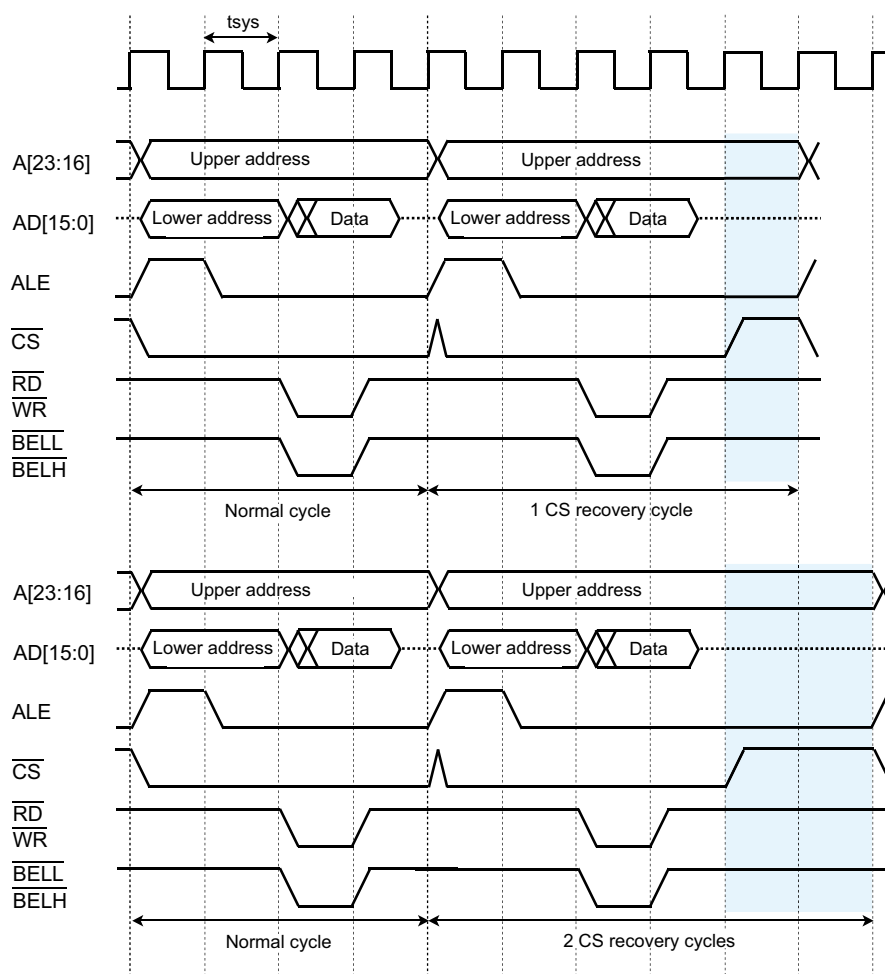 tsys
A[23:16]
Upper address
Upper address
AD[15:0]
Lower address
Data
Lower address
Data
ALE
CS
RD
WR
BELL
BELH
Normal cycle
1 CS recovery cycle
A[23:16]
Upper address
Upper address
AD[15:0]
Lower address
Data
Lower address
Data
ALE
CS
RD
WR
BELL
BELH
Normal cycle
2 CS recovery cycles